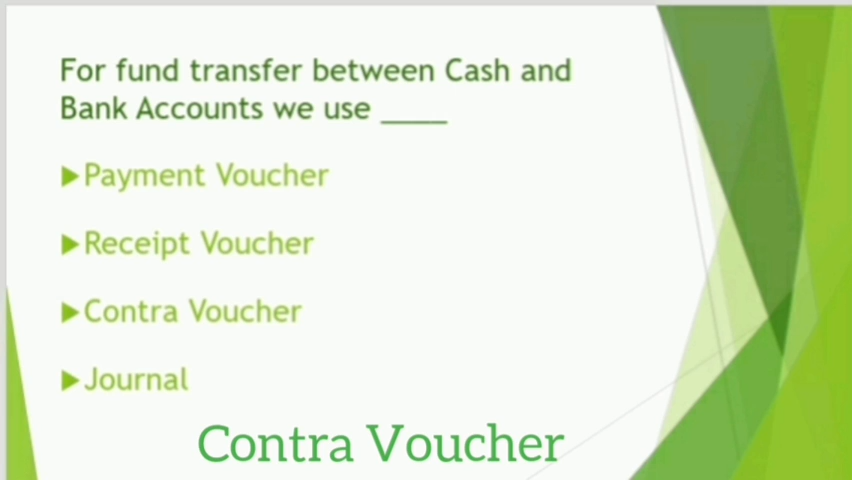 For fund transfer between Cash and
Bank Accounts we use ____
Payment Voucher
Receipt Voucher
Contra Voucher
Journal
Contra Voucher